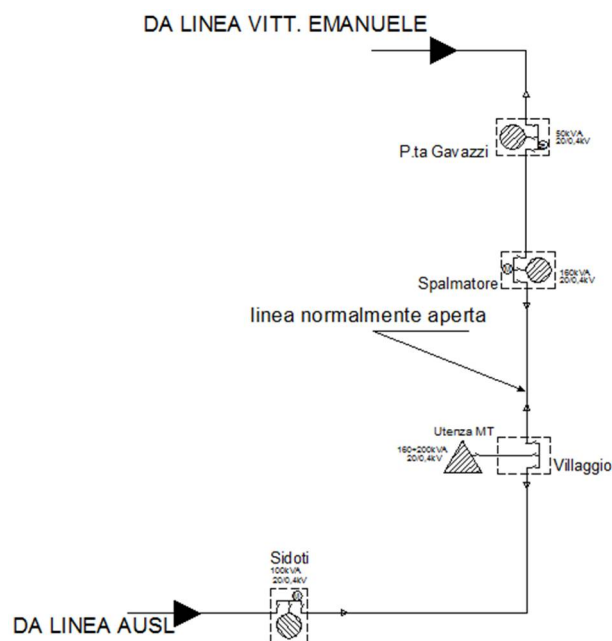 DA LINEA VITT. EMANUELE
50kVA
20/0,4kV
P.ta Gavazzi
160kVA
20/0,4kV
Spalmatore
linea normalmente aperta
Utenza MT
160+200kVA
20/0,4kV
Villaggio
Sidoti
100kVA
20/0,4kV
DA LINEA AUSL